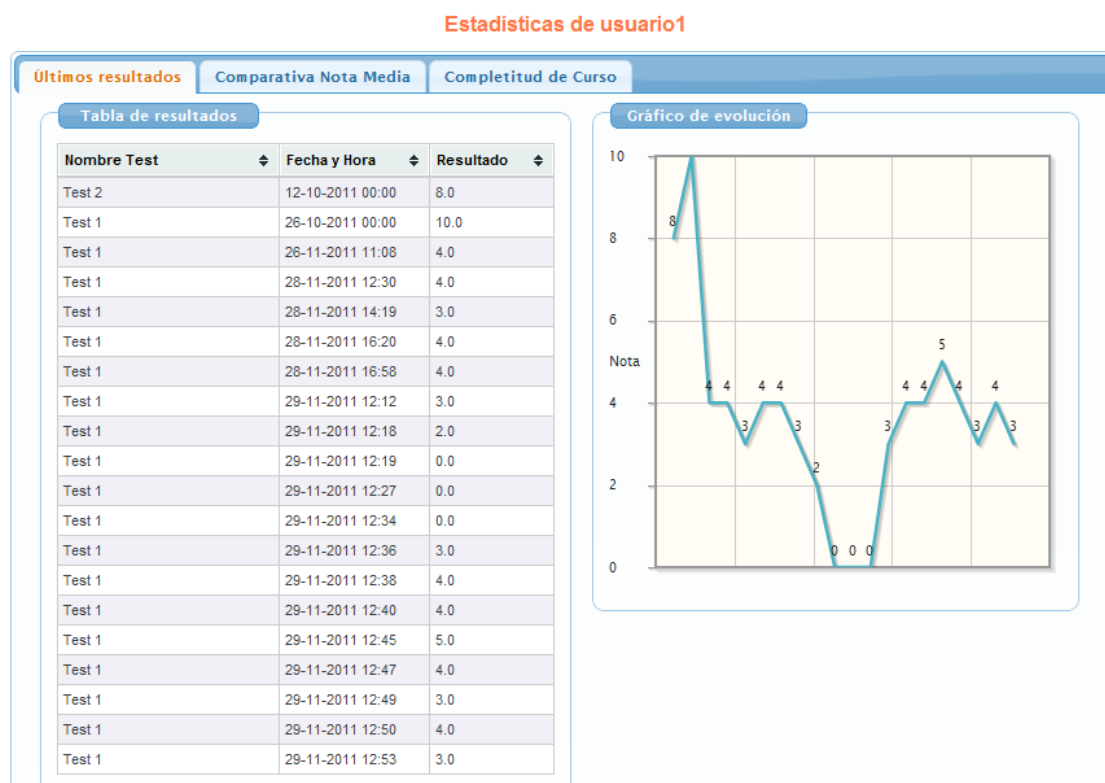 Estadísticas de usuario1
Últimos resultados Comparativa Nota Media Completitud de Curso
Tabla de resultados
Nombre Test Fecha y Hora Resultado
Test 2 12-10-2011 00:00 8.0
Test 1 26-10-2011 00:00 10.0
Test 1 26-11-2011 11:08 4.0
Test 1 28-11-2011 12:30 4.0
Test 1 28-11-2011 14:19 3.0
Test 1 28-11-2011 16:20 4.0
Test 1 28-11-2011 16:58 4.0
Test 1 29-11-2011 12:12 3.0
Test 1 29-11-2011 12:18 2.0
Test 1 29-11-2011 12:19 0.0
Test 1 29-11-2011 12:27 0.0
Test 1 29-11-2011 12:34 0.0
Test 1 29-11-2011 12:36 3.0
Test 1 29-11-2011 12:38 4.0
Test 1 29-11-2011 12:40 4.0
Test 1 29-11-2011 12:45 5.0
Test 1 29-11-2011 12:47 4.0
Test 1 29-11-2011 12:49 3.0
Test 1 29-11-2011 12:50 4.0
Test 1 29-11-2011 12:53 3.0
Gráfico de evolución
10
8
6
Nota
4
2
0
8 4 4 3 4 4 3 2 0 0 0 3 4 4 5 4 3 4 3